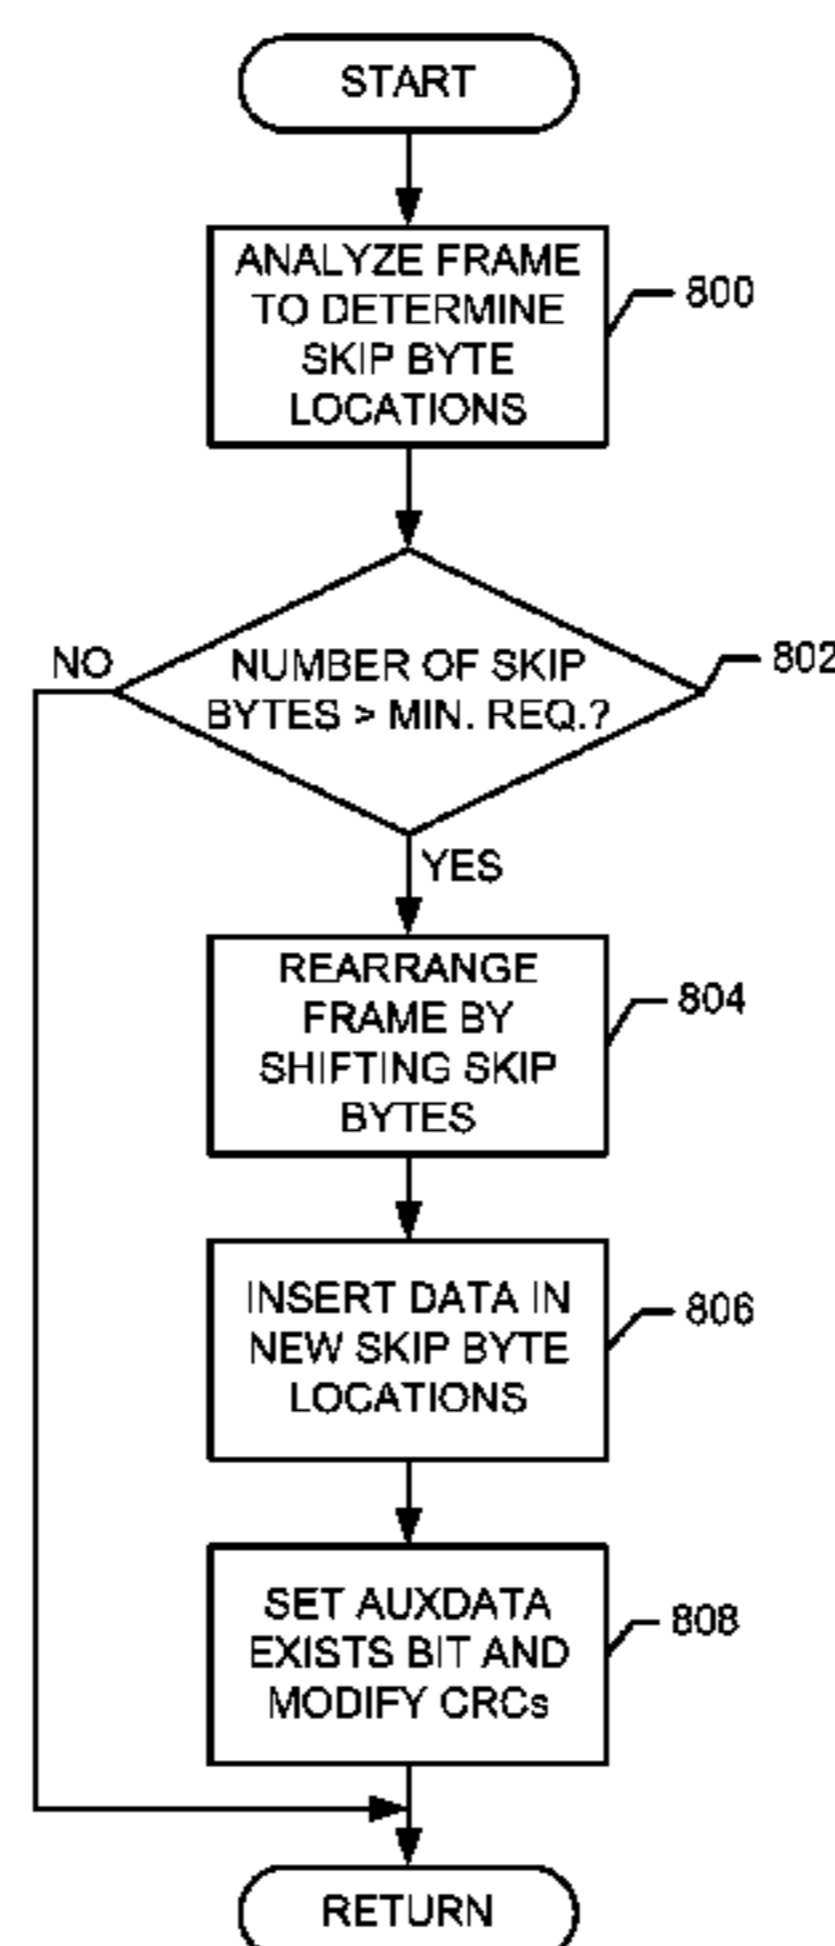 START
ANALYZE FRAME
TO DETERMINE
SKIP BYTE
LOCATIONS
800
NO
NUMBER OF SKIP
BYTES > MIN. REQ.?
802
YES
REARRANGE
FRAME BY
SHIFTING SKIP
BYTES
804
INSERT DATA IN
NEW SKIP BYTE
LOCATIONS
806
SET AUXDATA
EXISTS BIT AND
MODIFY CRCs
808
RETURN